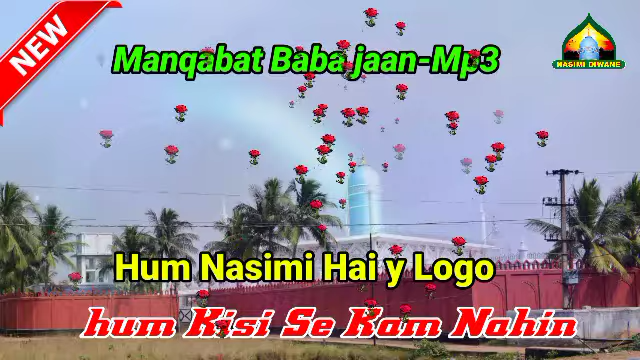 NEW
Manqabat Baba jaan-Mp3
NASIMI DIWANE
Hum Nasimi Hai y Logo
hum Kisi Se Kam Nahin